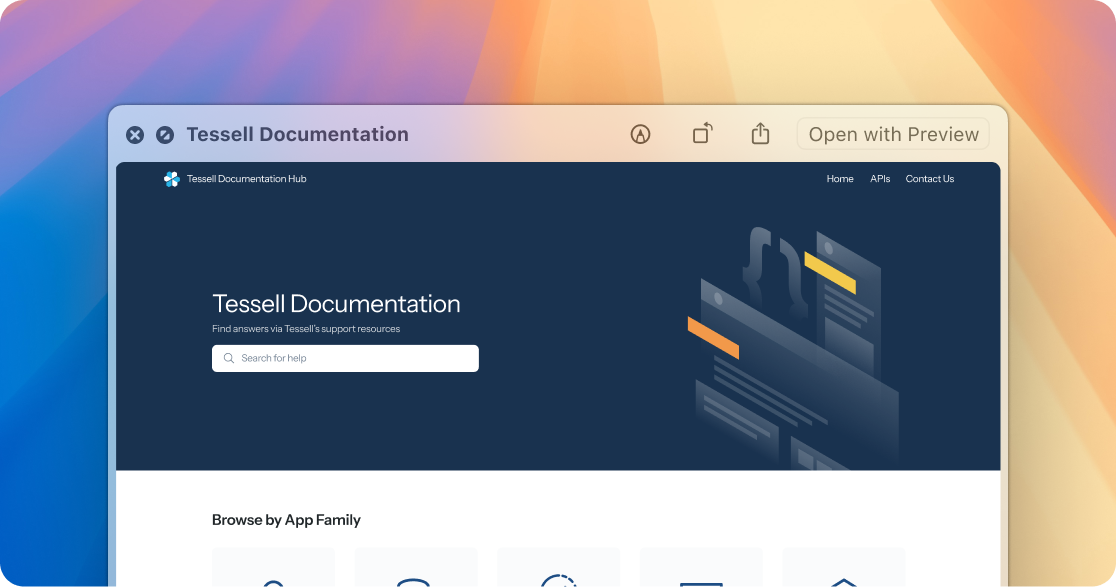 Tessell Documentation
Open with Preview
Tessell Documentation Hub
Home
APIs
Contact Us
Tessell Documentation
Find answers via Tessell's support resources
Search for help
Browse by App Family